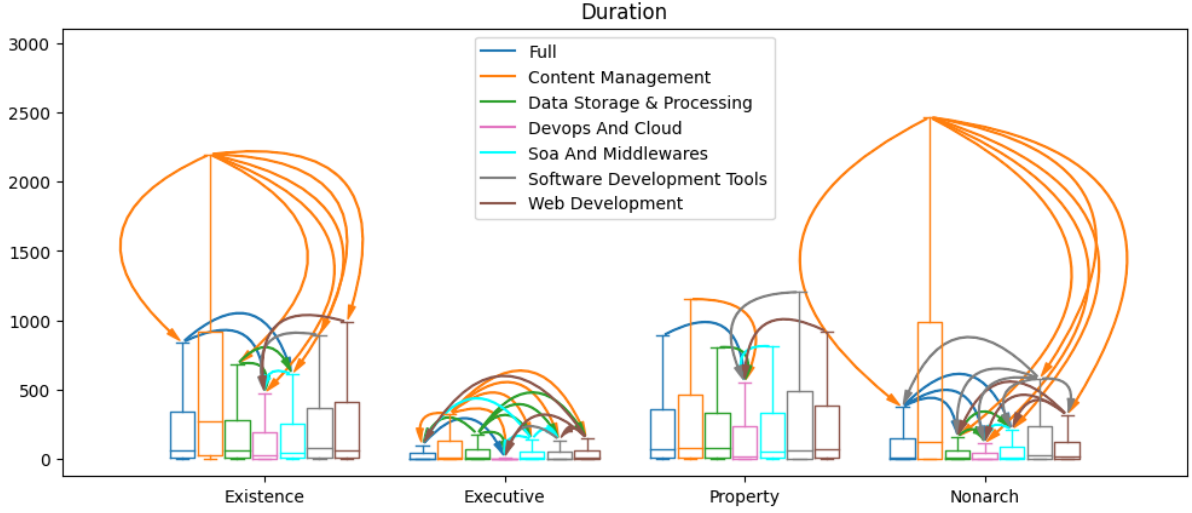 Duration
3000
2500
2000
1500
1000
500
0
Full
Content Management
Data Storage & Processing
Devops And Cloud
Soa And Middlewares
Software Development Tools
Web Development
Existence
Executive
Property
Nonarch